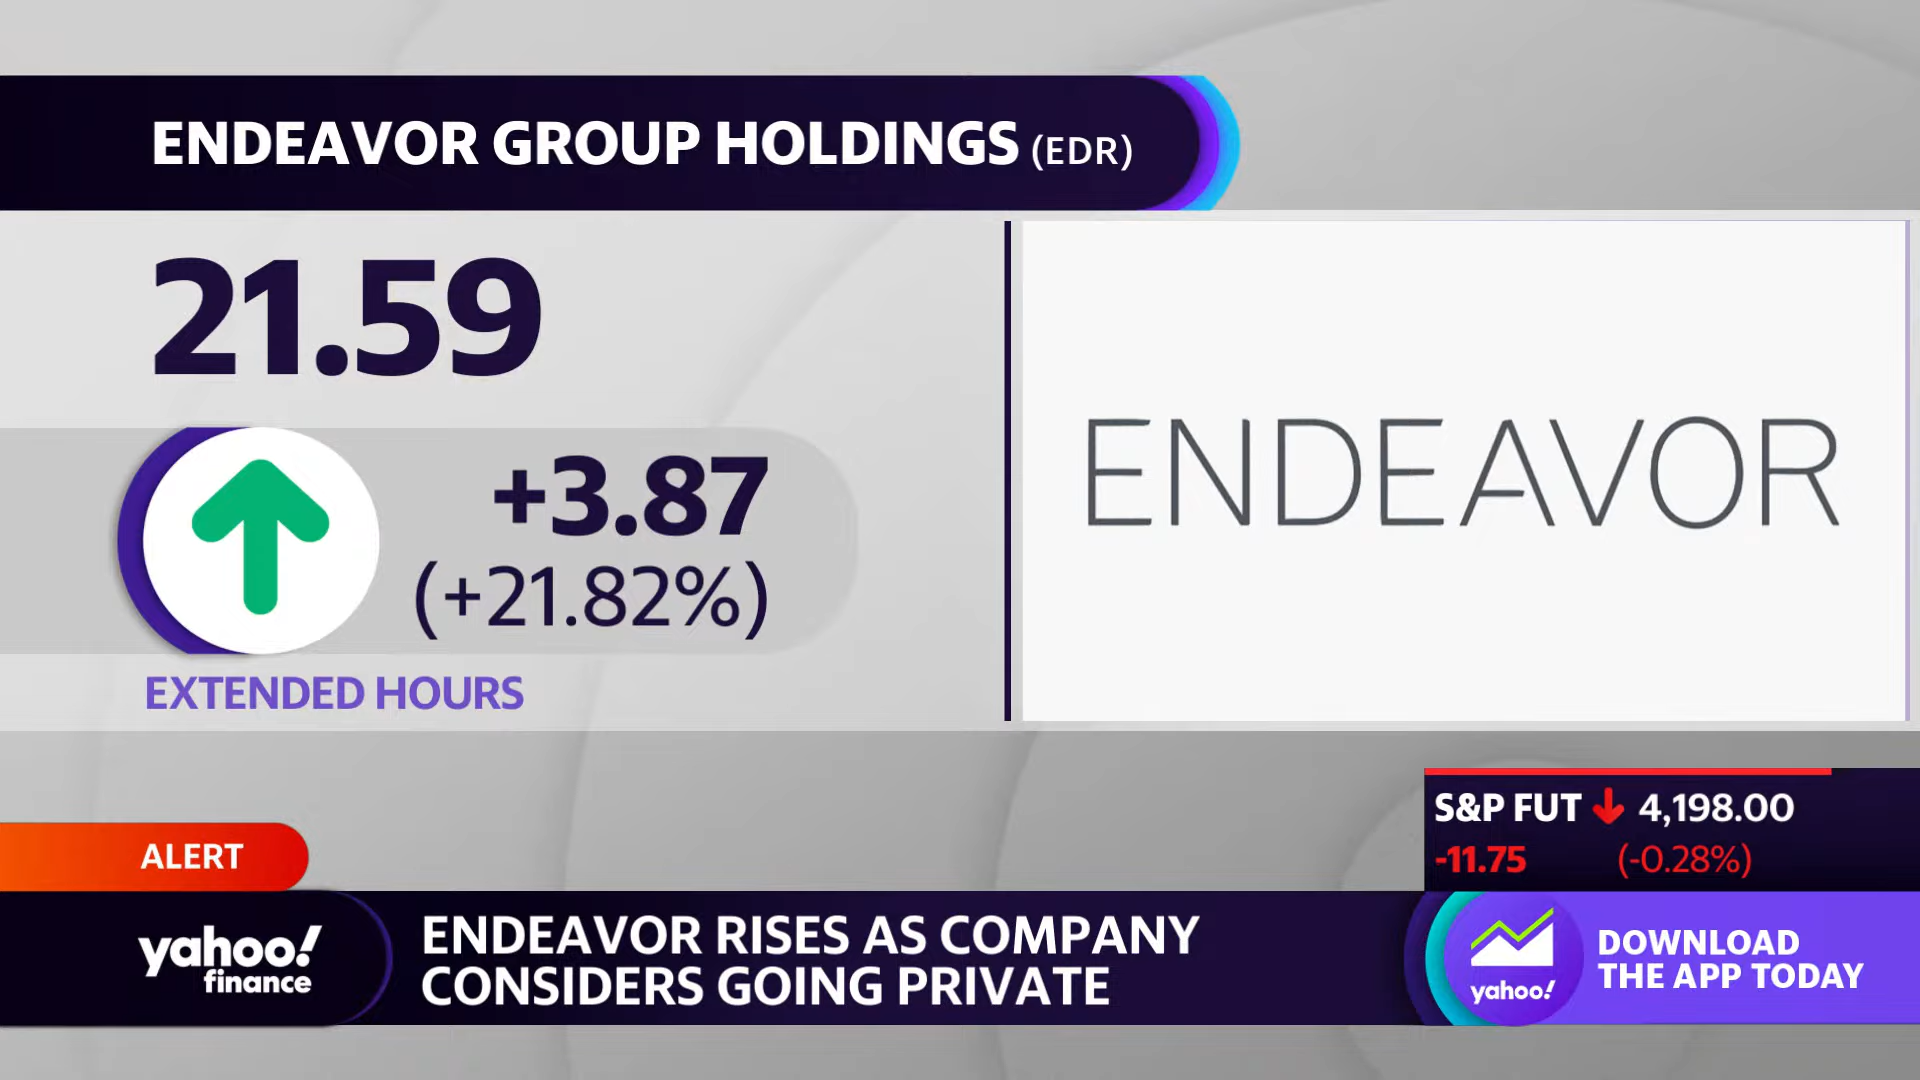 ENDEAVOR GROUP HOLDINGS (EDR)
21.59
+3.87
(+21.82%)
EXTENDED HOURS
ENDEAVOR
S&P FUT 4,198.00
-11.75 (-0.28%)
ALERT
yahoo!
finance
ENDEAVOR RISES AS COMPANY
CONSIDERS GOING PRIVATE
yahoo!
DOWNLOAD
THE APP TODAY